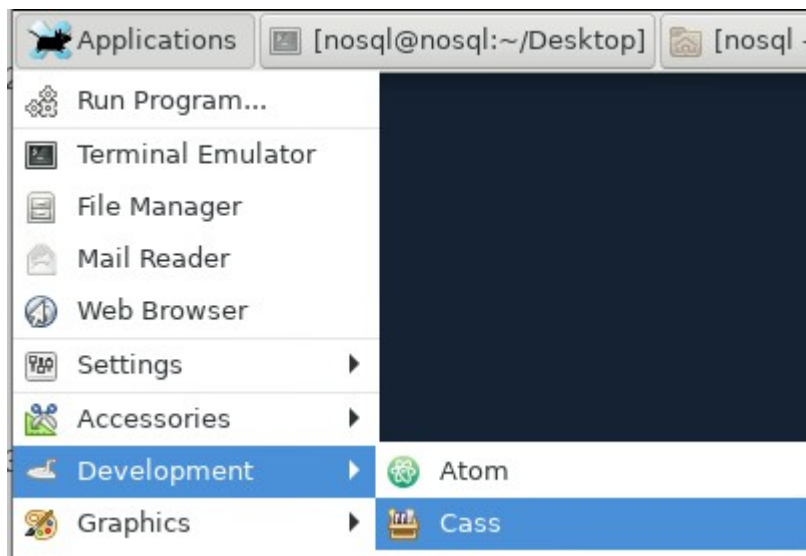 Applications [nosql@nosql:~/Desktop] [nosql -
Run Program...
Terminal Emulator
File Manager
Mail Reader
Web Browser
Settings
Accessories
Development
Atom
Graphics
Cass